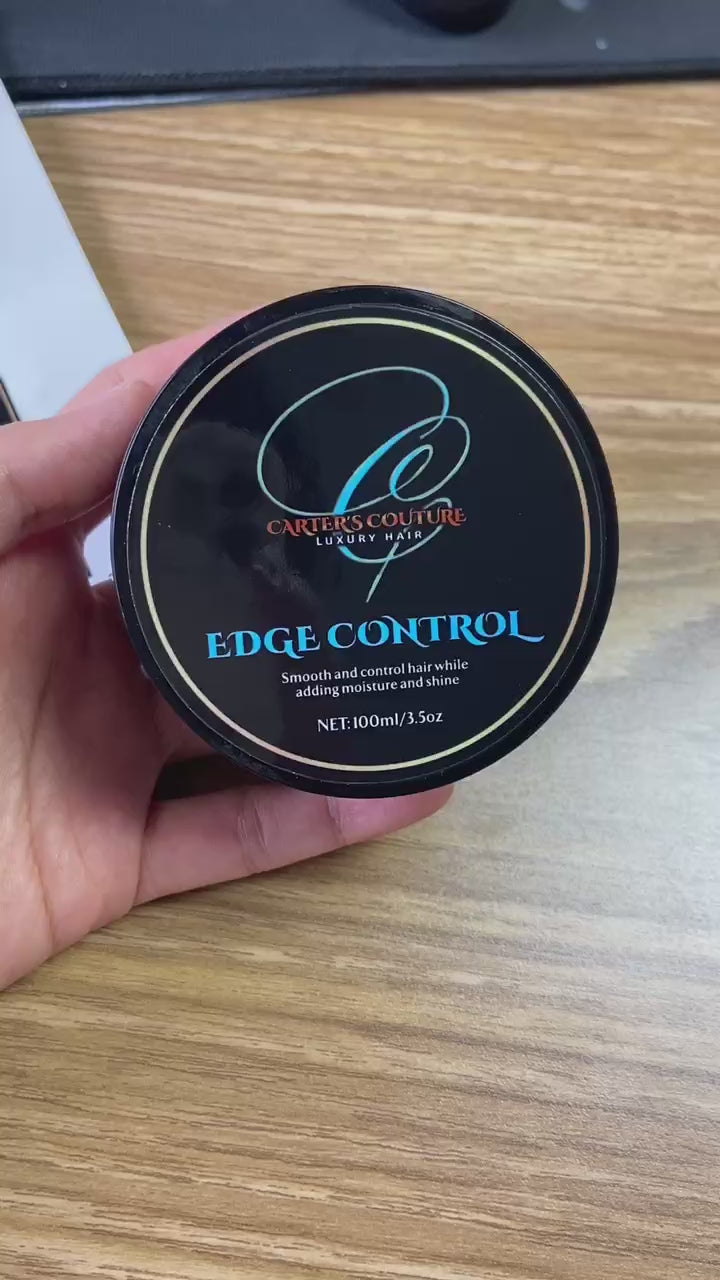 CARTER'S COUTURE
LUXURY HAIR
EDGE CONTROL
Smooth and control hair while
adding moisture and shine
NET:100ml/3.5oz